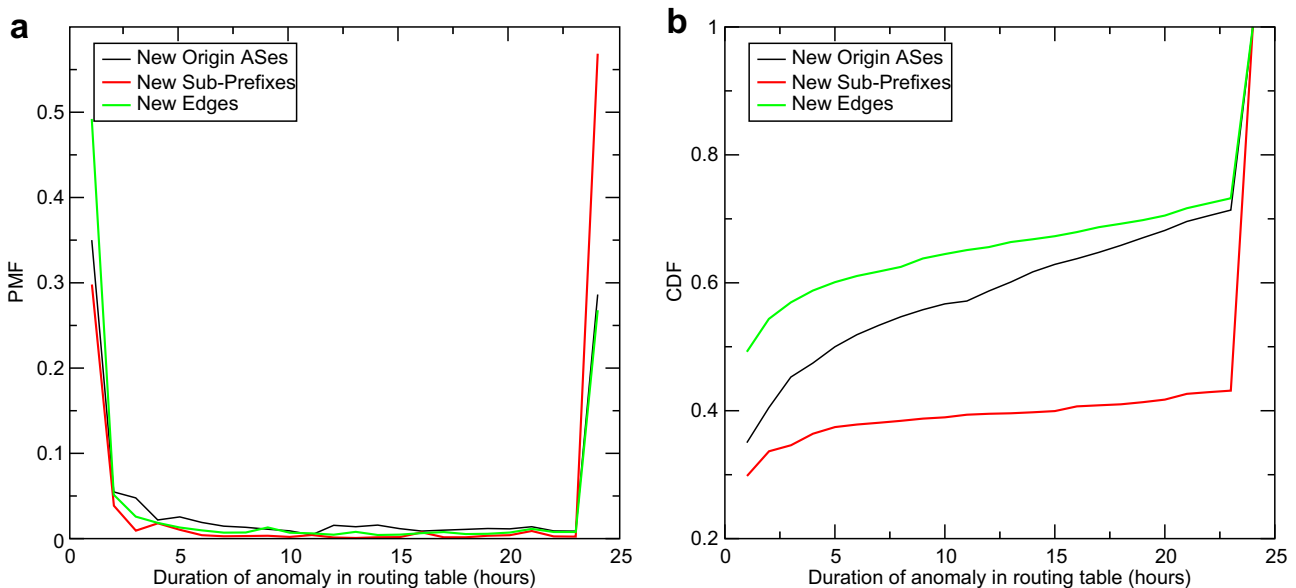 a
New Origin ASes
New Sub-Prefixes
New Edges
0.5
0.4
0.3
0.2
0.1
0
PMF
0 5 10 15 20 25
Duration of anomaly in routing table (hours)
b
New Origin ASes
New Sub-Prefixes
New Edges
1
0.8
0.6
0.4
0.2
CDF
0 5 10 15 20 25
Duration of anomaly in routing table (hours)